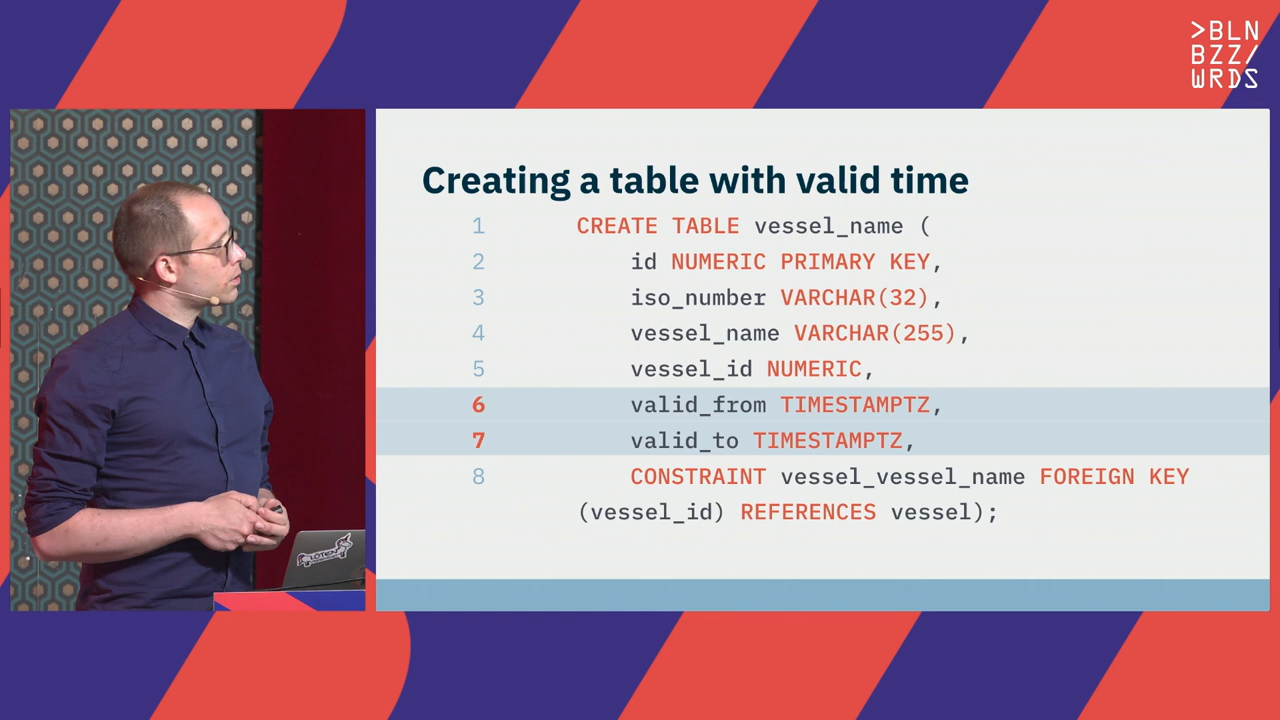 >BLN
BZZ/
WRDS
Creating a table with valid time
1 CREATE TABLE vessel_name (
2 id NUMERIC PRIMARY KEY,
3 iso_number VARCHAR(32),
4 vessel_name VARCHAR(255),
5 vessel_id NUMERIC,
6 valid_from TIMESTAMPTZ,
7 valid_to TIMESTAMPTZ,
8 CONSTRAINT vessel_vessel_name FOREIGN KEY
(vessel_id) REFERENCES vessel);